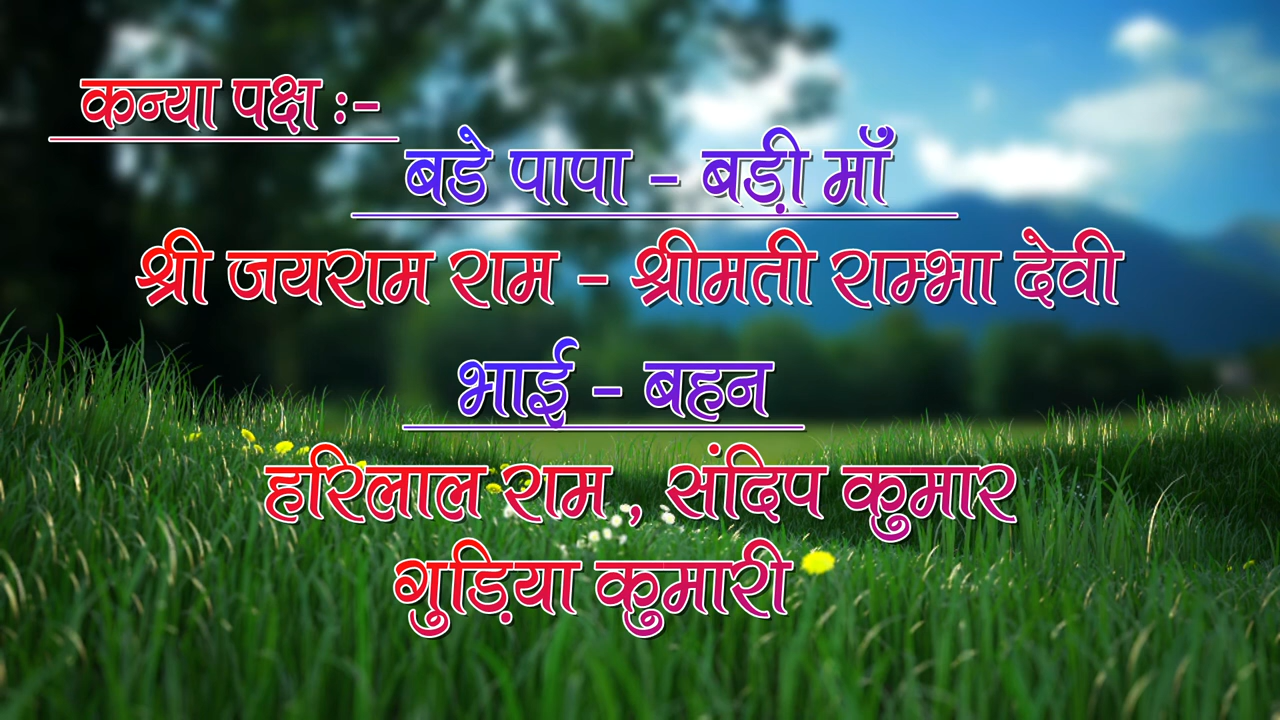 कन्या पक्ष :-
बडे पापा - बड़ी माँ
श्री जयराम राम - श्रीमती राम्भा देवी
भाई - बहन
हरिलाल राम , संदिप कुमार
गुड़िया कुमारी